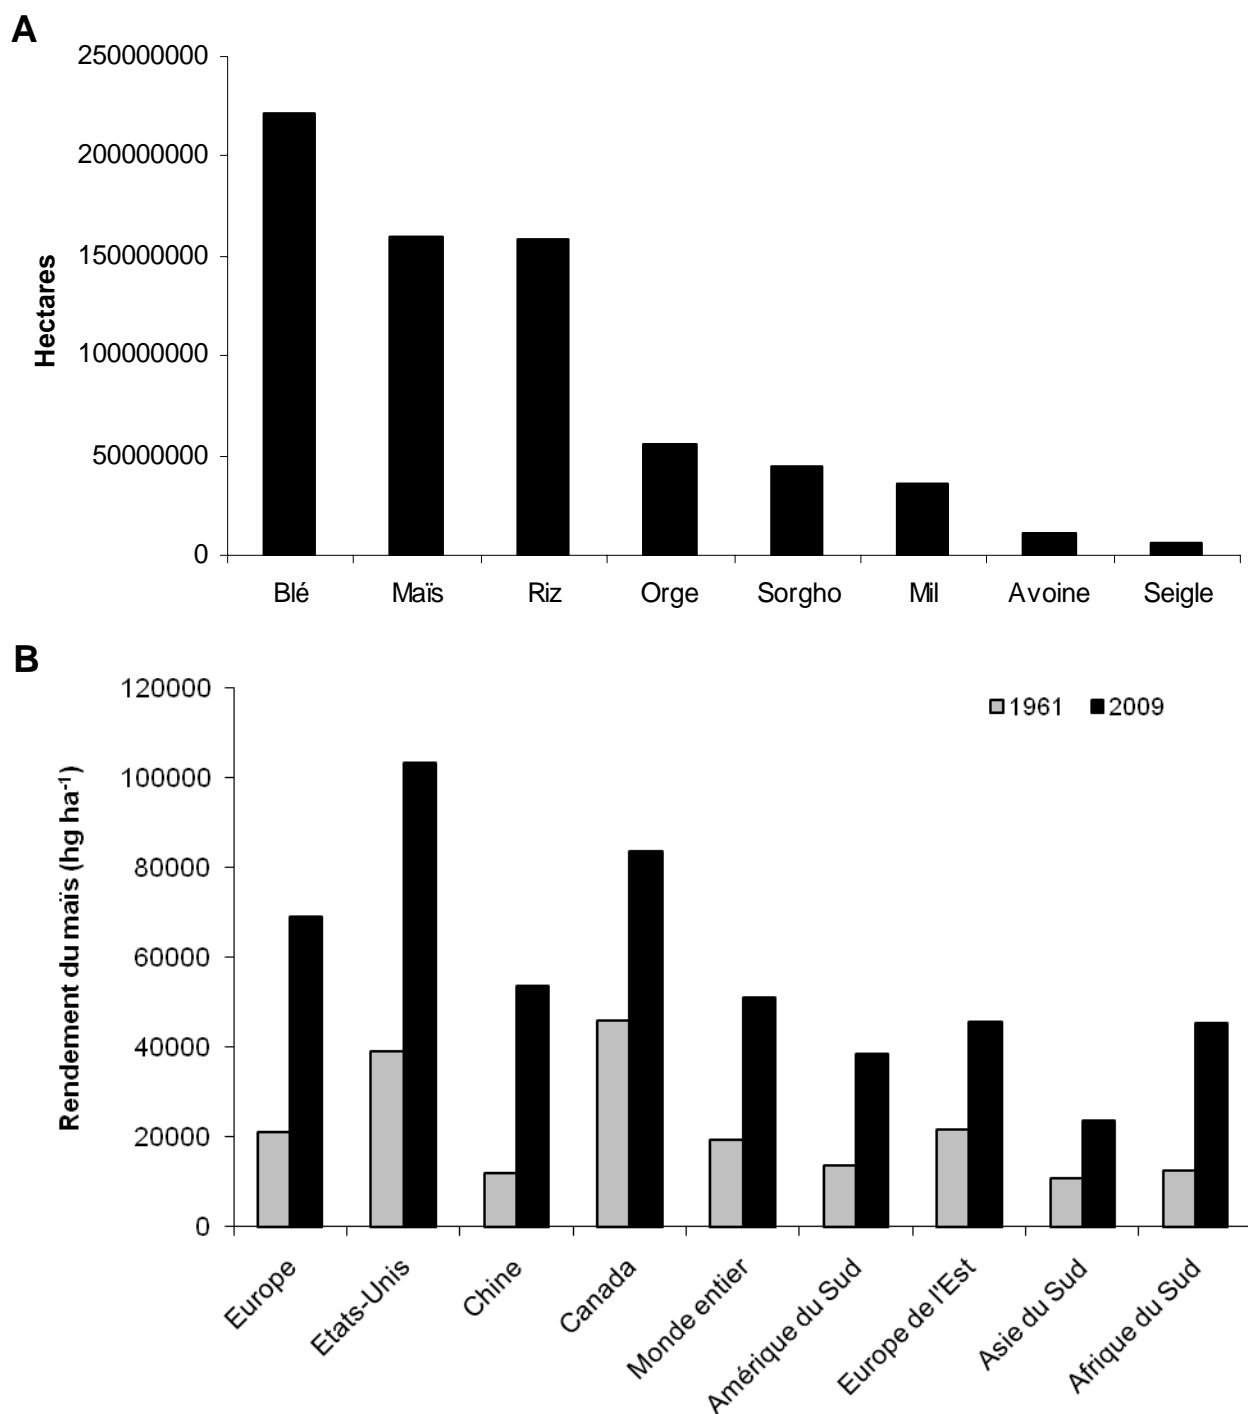 A
Hectares
250000000
200000000
150000000
100000000
50000000
0
Blé Maïs Riz Orge Sorgho Mil Avoine Seigle
B
Rendement du maïs (hg ha⁻¹)
120000
100000
80000
60000
40000
20000
0
1961 2009
Europe
Etats-Unis
Chine
Canada
Monde entier
Amérique du Sud
Europe de l'Est
Asie du Sud
Afrique du Sud